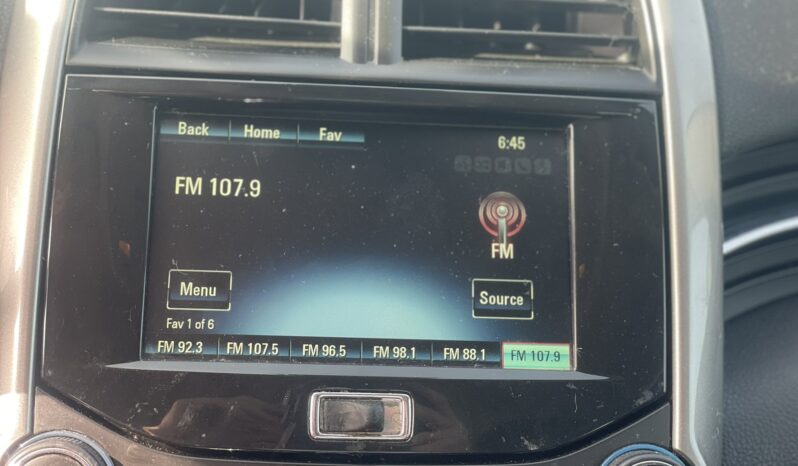 Back Home Fav
6:45
FM 107.9
FM
Menu
Source
Fav 1 of 6
FM 92.3 FM 107.5 FM 96.5 FM 98.1 FM 88.1 FM 107.9